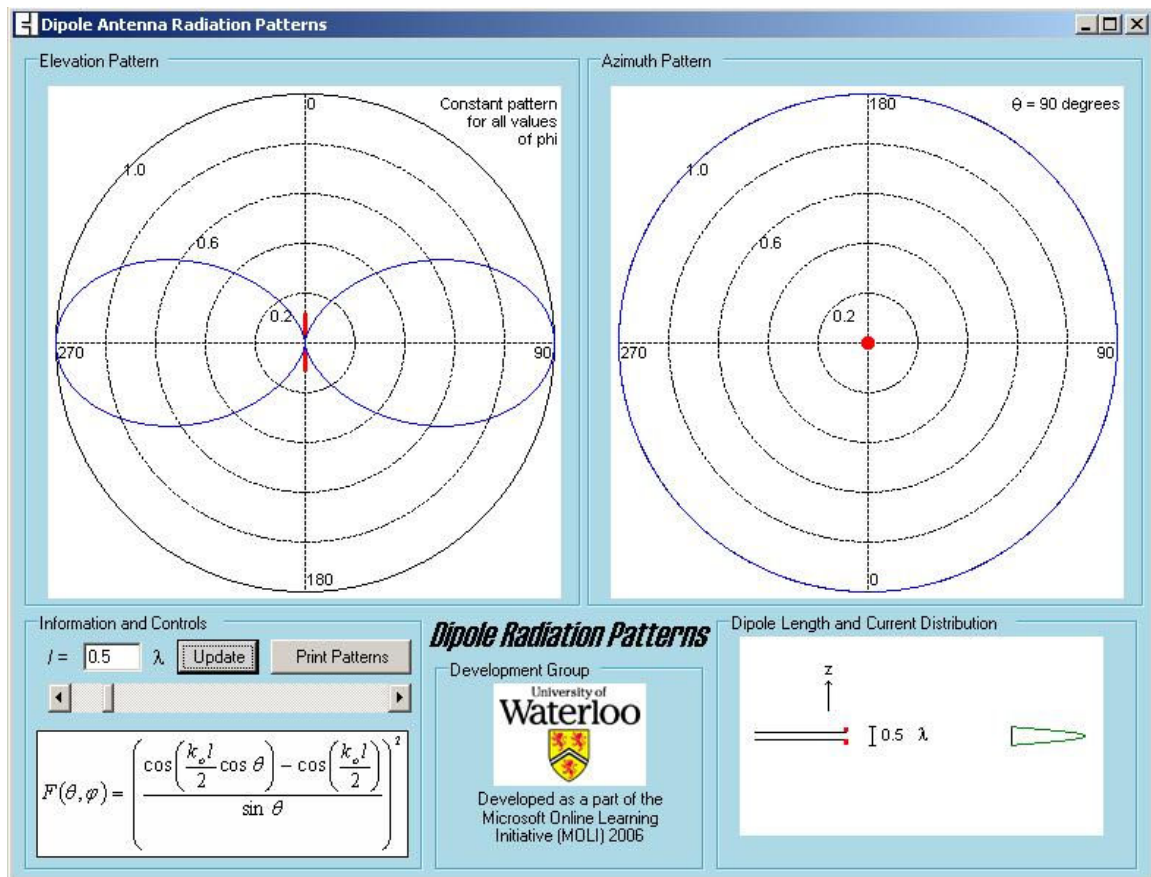 Dipole Antenna Radiation Patterns
Elevation Pattern
0
Constant pattern
for all values
of phi
1.0
0.6
0.2
270
90
180
Azimuth Pattern
180
θ = 90 degrees
1.0
0.6
0.2
270
90
0
Information and Controls
l = 0.5 λ Update Print Patterns
F(θ,φ) = ( ( cos( (k_o l / 2) cos θ ) − cos( k_o l / 2 ) ) / sin θ )²
Dipole Radiation Patterns
Development Group
University of
Waterloo
Developed as a part of the
Microsoft Online Learning
Initiative (MOLI) 2006
Dipole Length and Current Distribution
z
0.5 λ